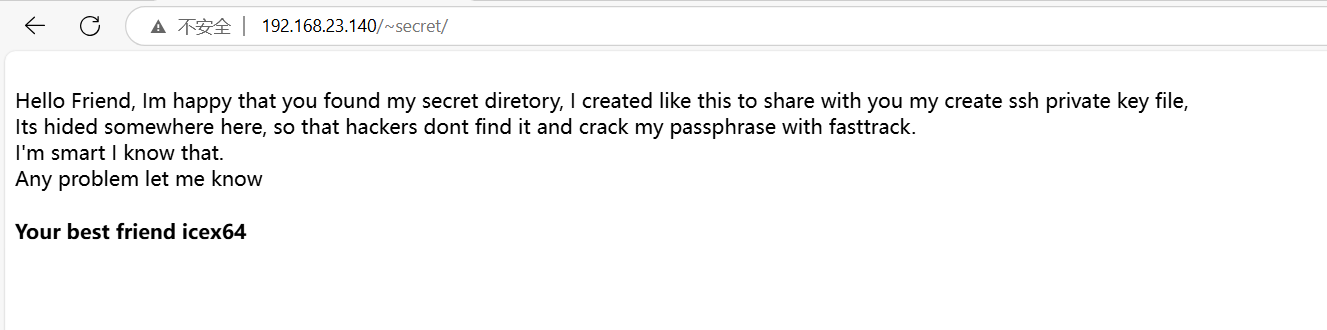 不安全 192.168.23.140/~secret/
Hello Friend, Im happy that you found my secret diretory, I created like this to share with you my create ssh private key file,
Its hided somewhere here, so that hackers dont find it and crack my passphrase with fasttrack.
I'm smart I know that.
Any problem let me know
Your best friend icex64